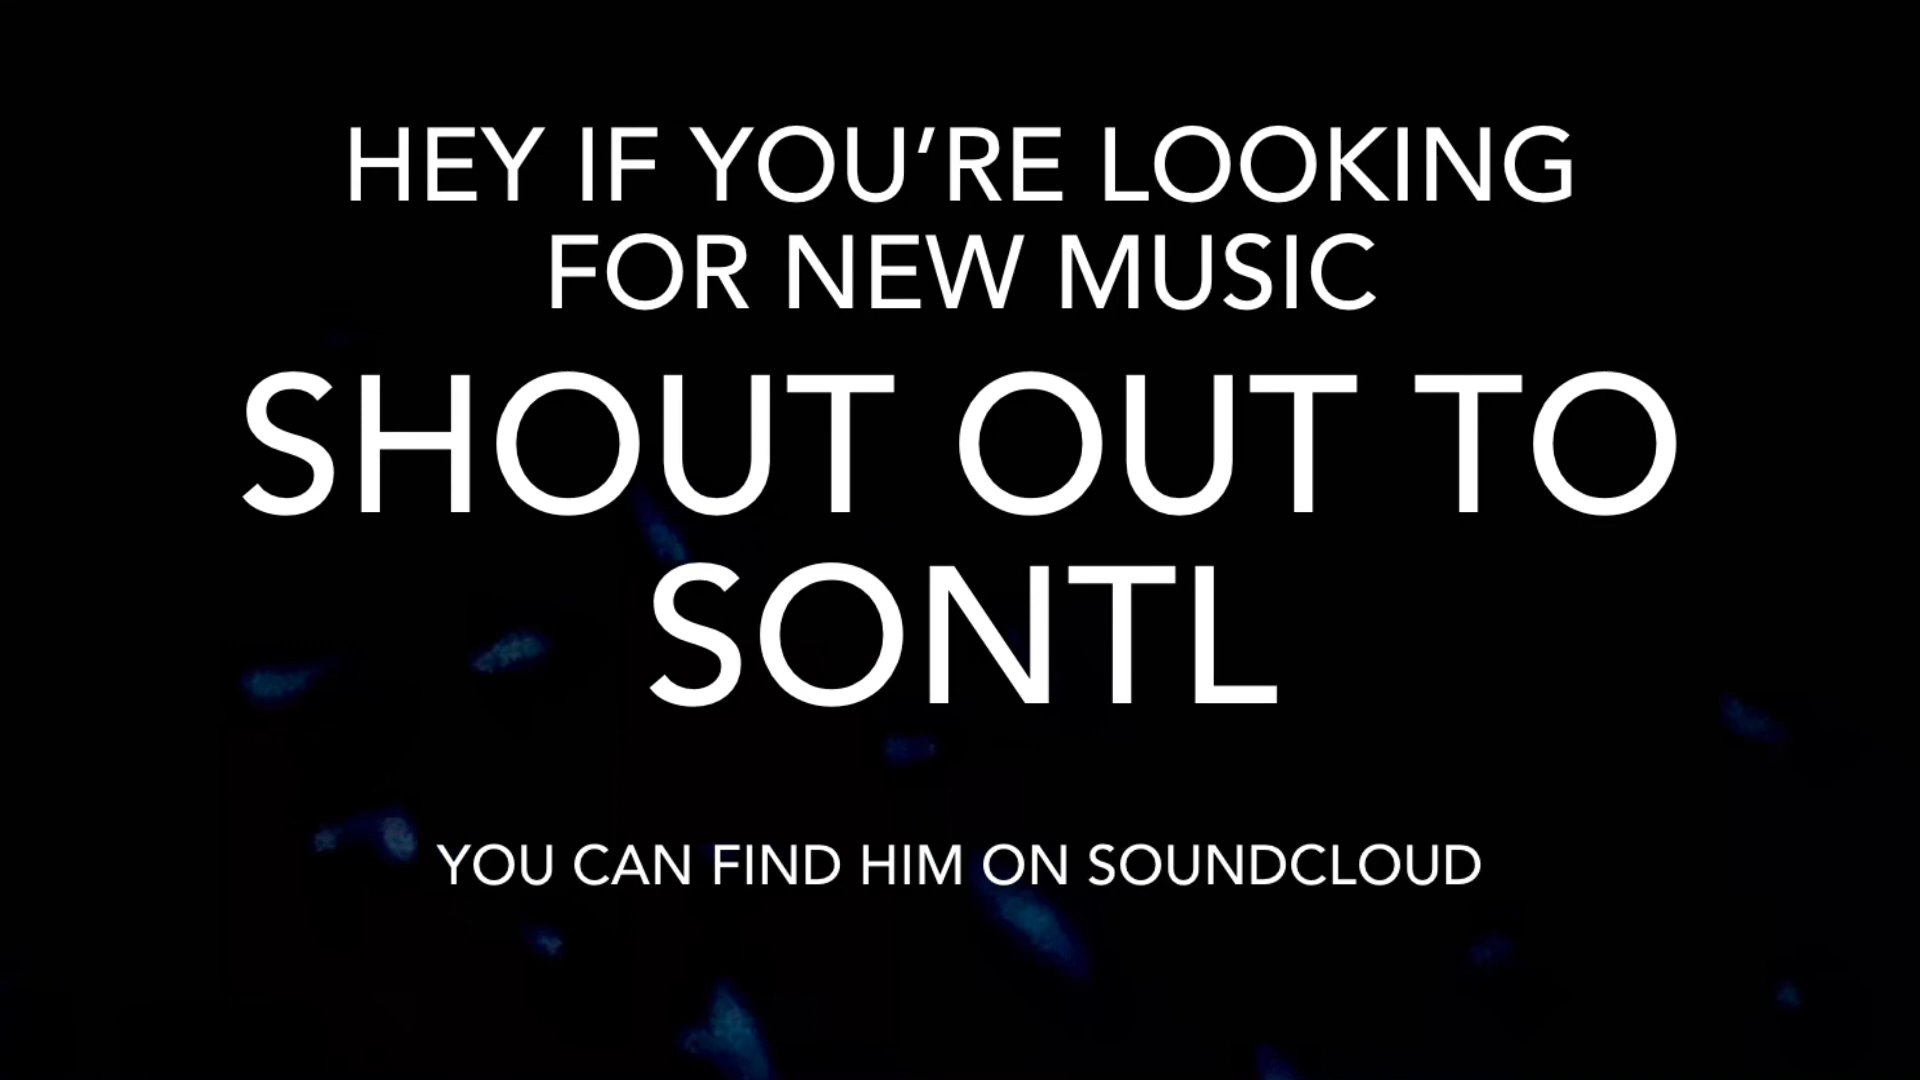 HEY IF YOU’RE LOOKING
FOR NEW MUSIC
SHOUT OUT TO
SONTL
YOU CAN FIND HIM ON SOUNDCLOUD